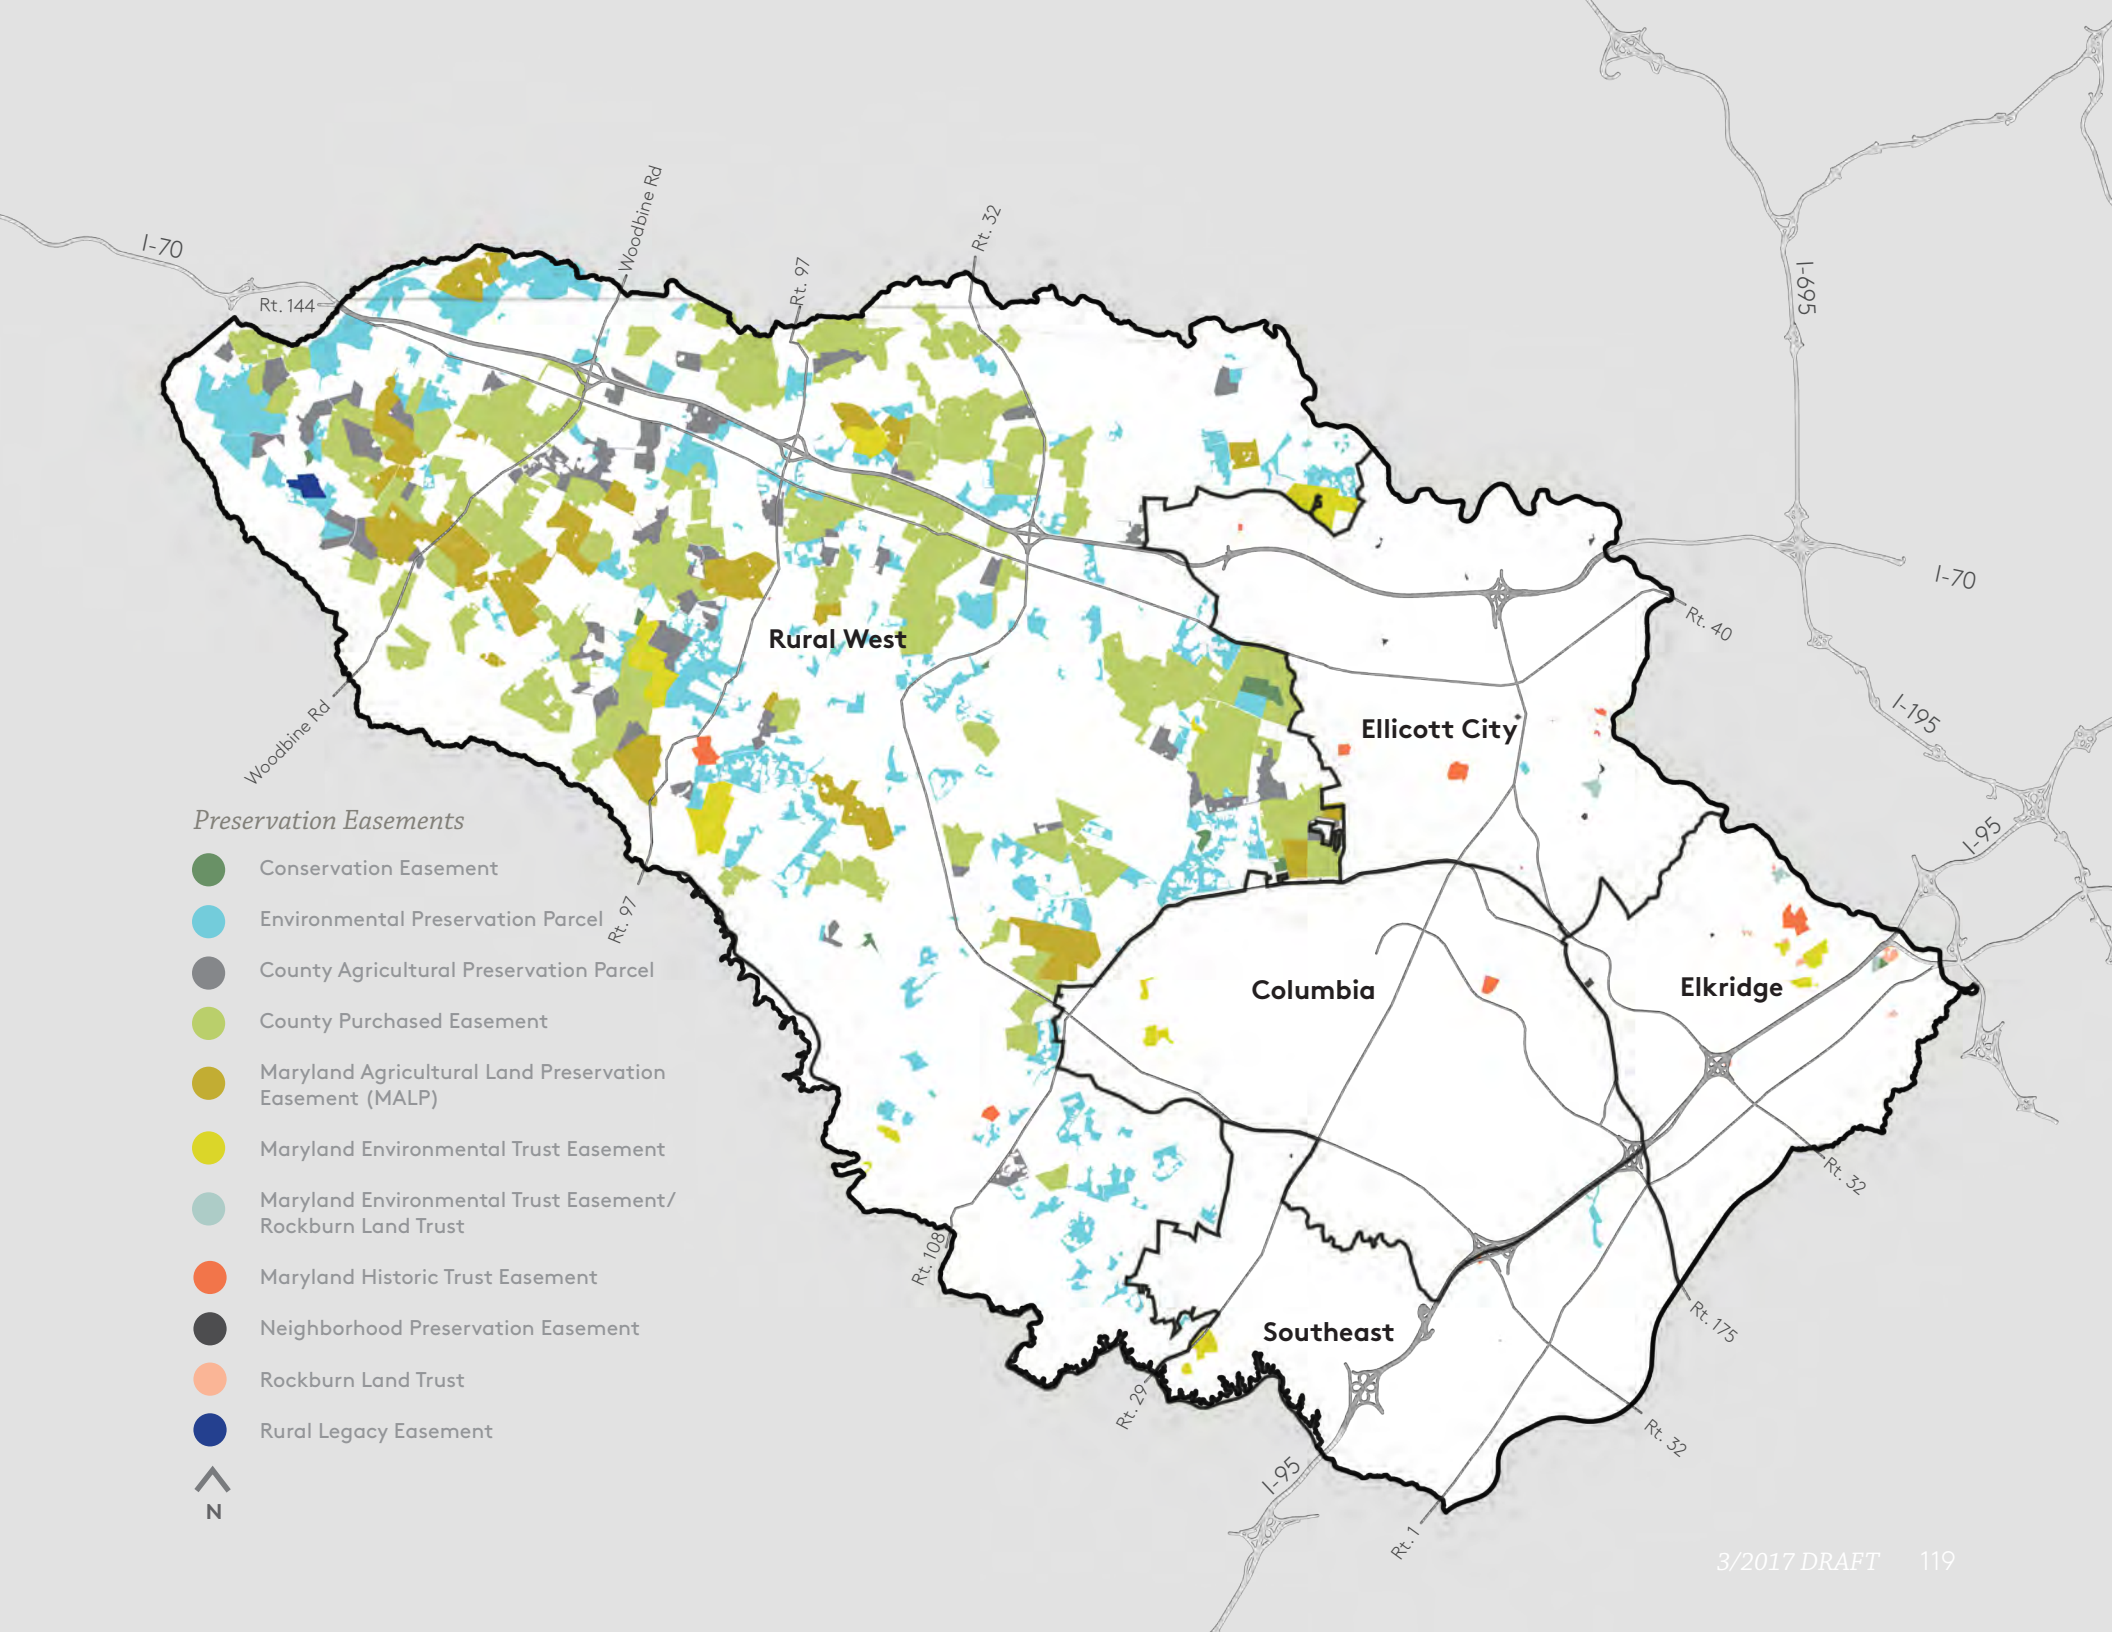 I-70
Rt. 144
Woodbine Rd
Rt. 97
Rt. 32
I-695
I-70
Rt. 40
I-195
I-95
Rural West
Ellicott City
Columbia
Elkridge
Southeast
Woodbine Rd
Rt. 97
Rt. 108
Rt. 29
I-95
Rt. 1
Rt. 32
Rt. 175
Rt. 32
Preservation Easements
Conservation Easement
Environmental Preservation Parcel
County Agricultural Preservation Parcel
County Purchased Easement
Maryland Agricultural Land Preservation
Easement (MALP)
Maryland Environmental Trust Easement
Maryland Environmental Trust Easement/
Rockburn Land Trust
Maryland Historic Trust Easement
Neighborhood Preservation Easement
Rockburn Land Trust
Rural Legacy Easement
N
3/2017 DRAFT 119